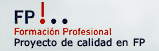 FP!..
Formación Profesional
Proyecto de calidad en FP